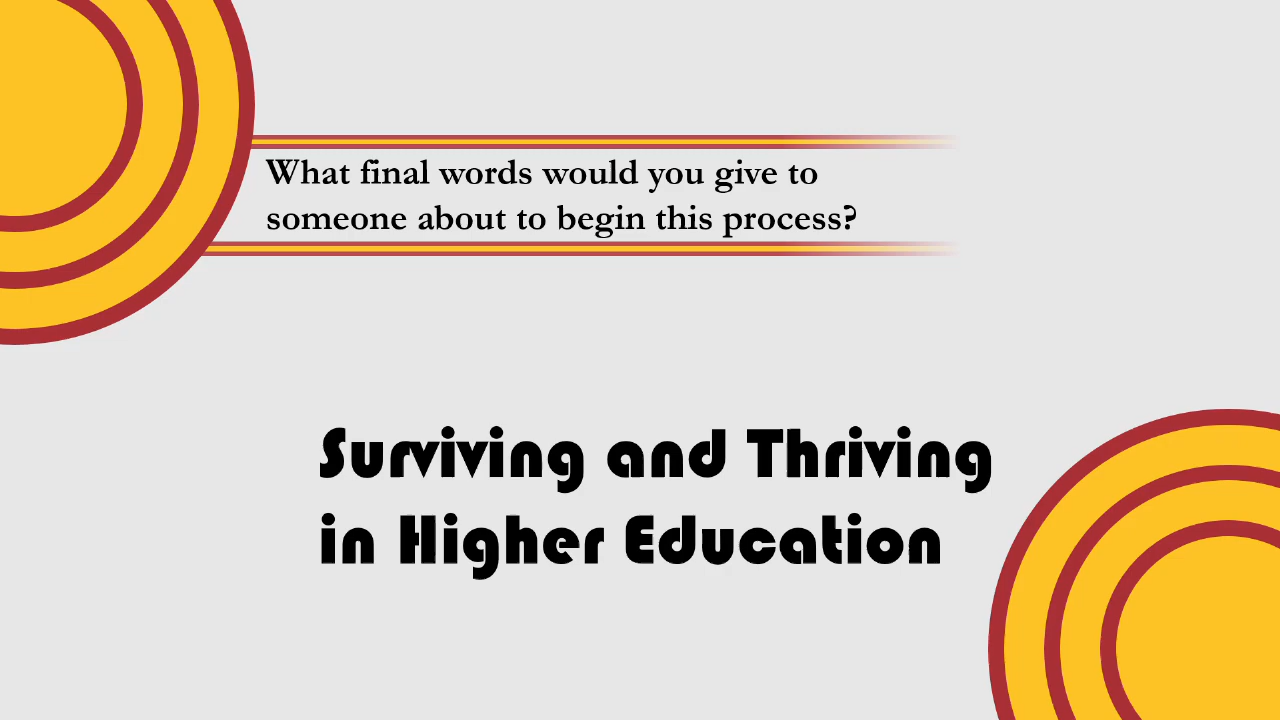 What final words would you give to
someone about to begin this process?
Surviving and Thriving
in Higher Education